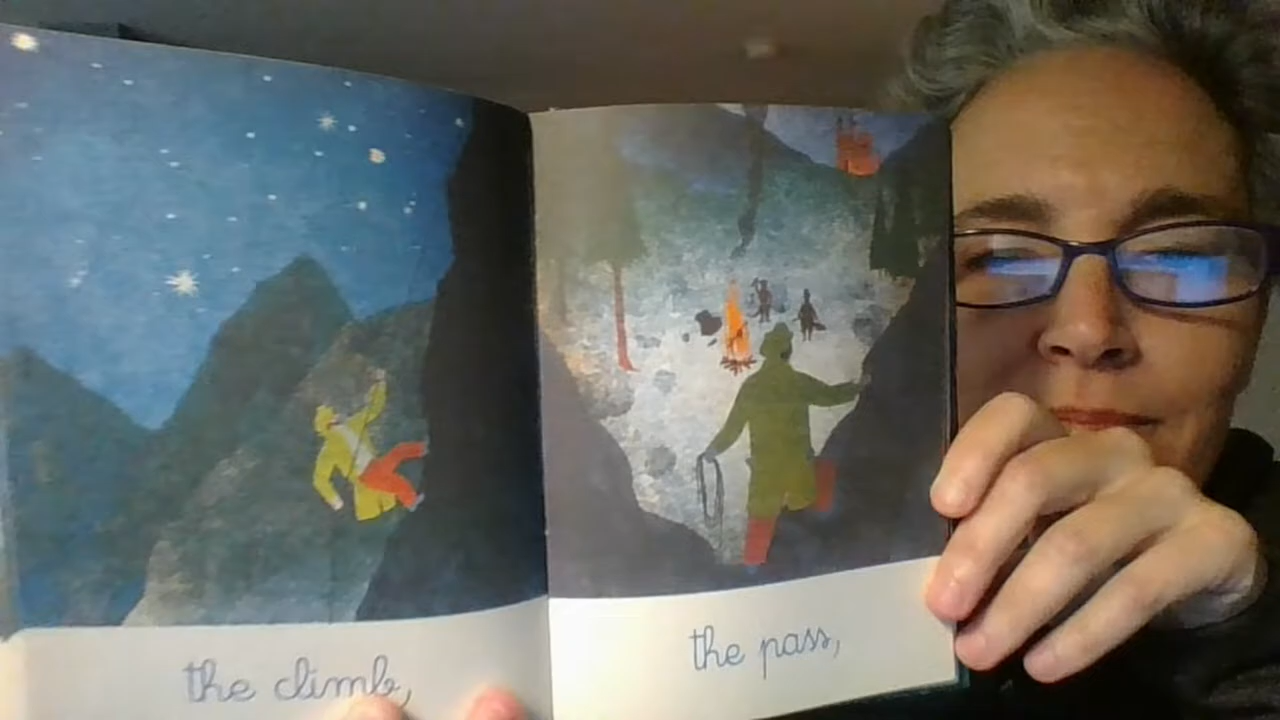 the climb,
the pass,